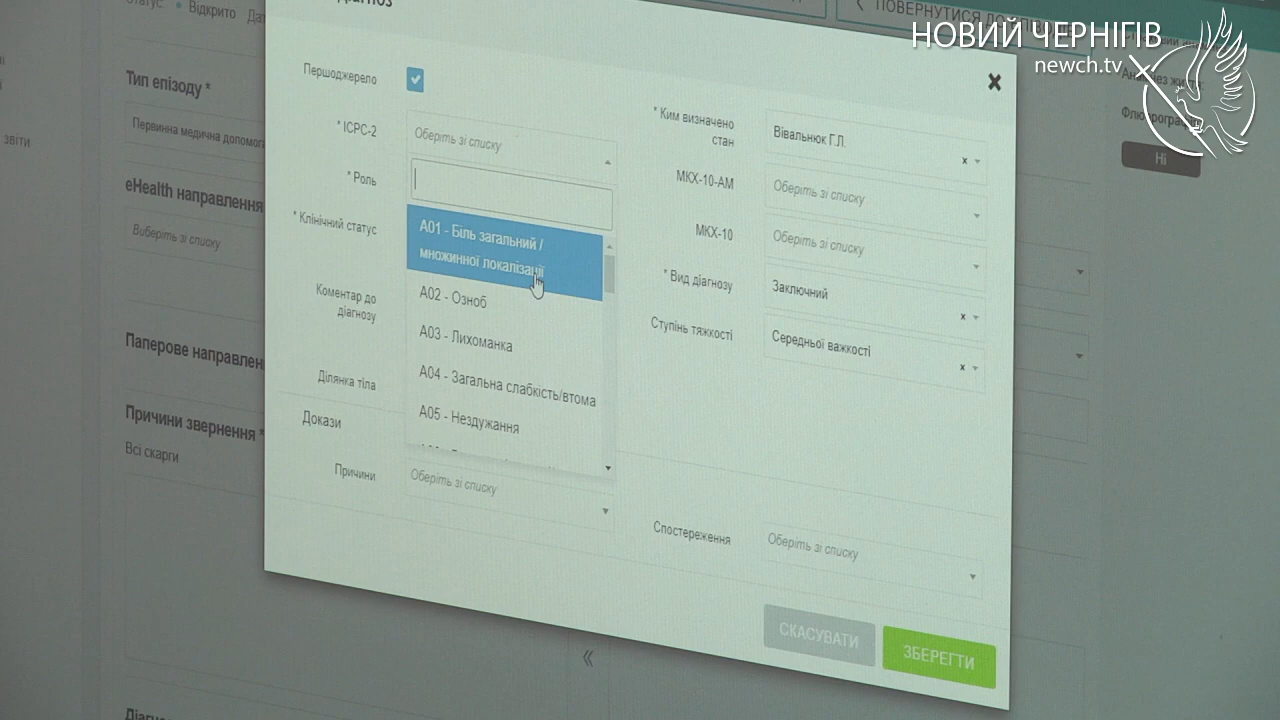 Статус:
Відкрито
НОВИЙ ЧЕРНІГІВ
newch.tv
звіти
Тип епізоду *
Первинна медична допомога
eHealth направлення
Виберіть зі списку
Паперове направлен
Причини звернення *
Всі скарги
Першоджерело
* ICPC-2
Оберіть зі списку
* Роль
* Клінічний статус
A01 - Біль загальний /
множинної локалізації
A02 - Озноб
A03 - Лихоманка
A04 - Загальна слабкість/втома
A05 - Нездужання
Коментар до
діагнозу
Ділянка тіла
Докази
Причини
Оберіть зі списку
* Ким визначено
стан
Вівальнюк Г.Л.
x
МКХ-10-АМ
Оберіть зі списку
МКХ-10
Оберіть зі списку
* Вид діагнозу
Заключний
x
Ступінь тяжкості
Середньої важкості
x
Спостереження
Оберіть зі списку
СКАСУВАТИ
ЗБЕРЕГТИ
Ні